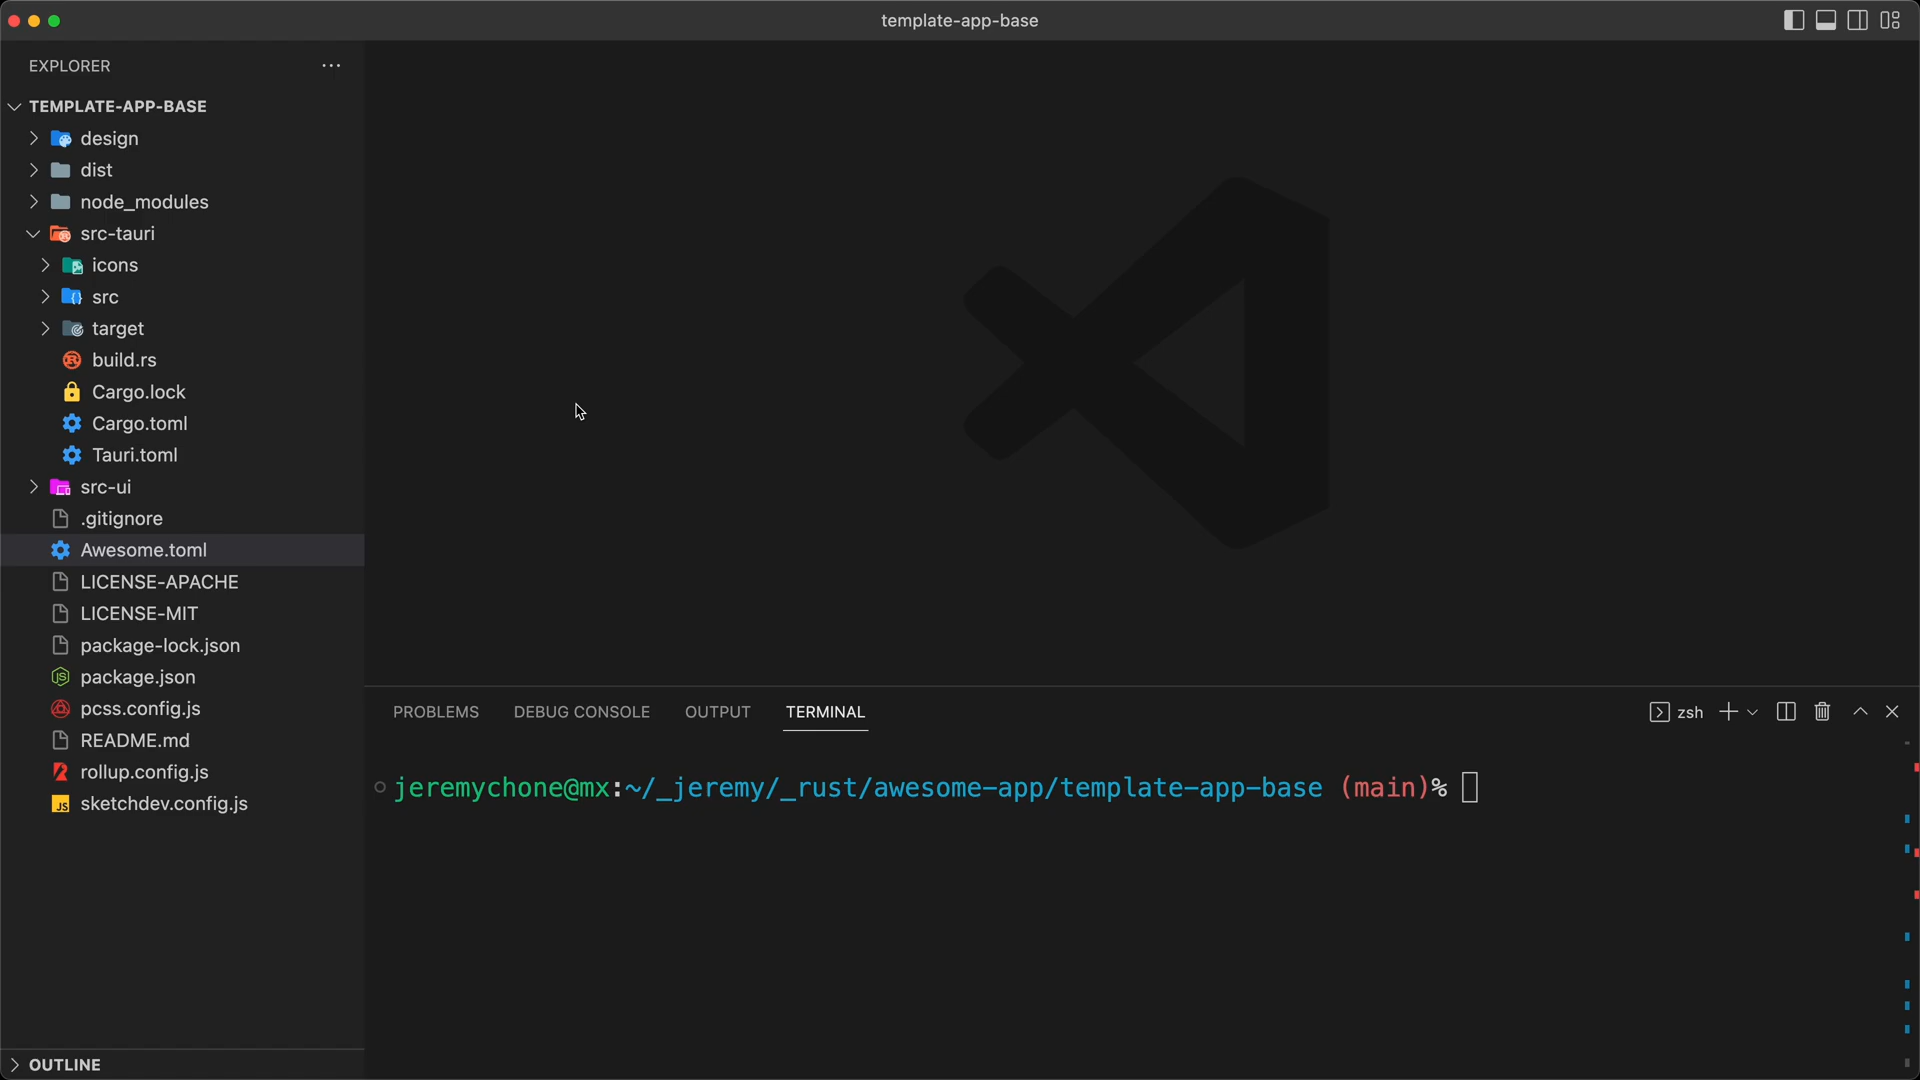 template-app-base
EXPLORER
TEMPLATE-APP-BASE
design
dist
node_modules
src-tauri
icons
src
target
build.rs
Cargo.lock
Cargo.toml
Tauri.toml
src-ui
.gitignore
Awesome.toml
LICENSE-APACHE
LICENSE-MIT
package-lock.json
package.json
pcss.config.js
README.md
rollup.config.js
JS sketchdev.config.js
OUTLINE
PROBLEMS DEBUG CONSOLE OUTPUT TERMINAL zsh
jeremychone@mx:~/_jeremy/_rust/awesome-app/template-app-base (main)%